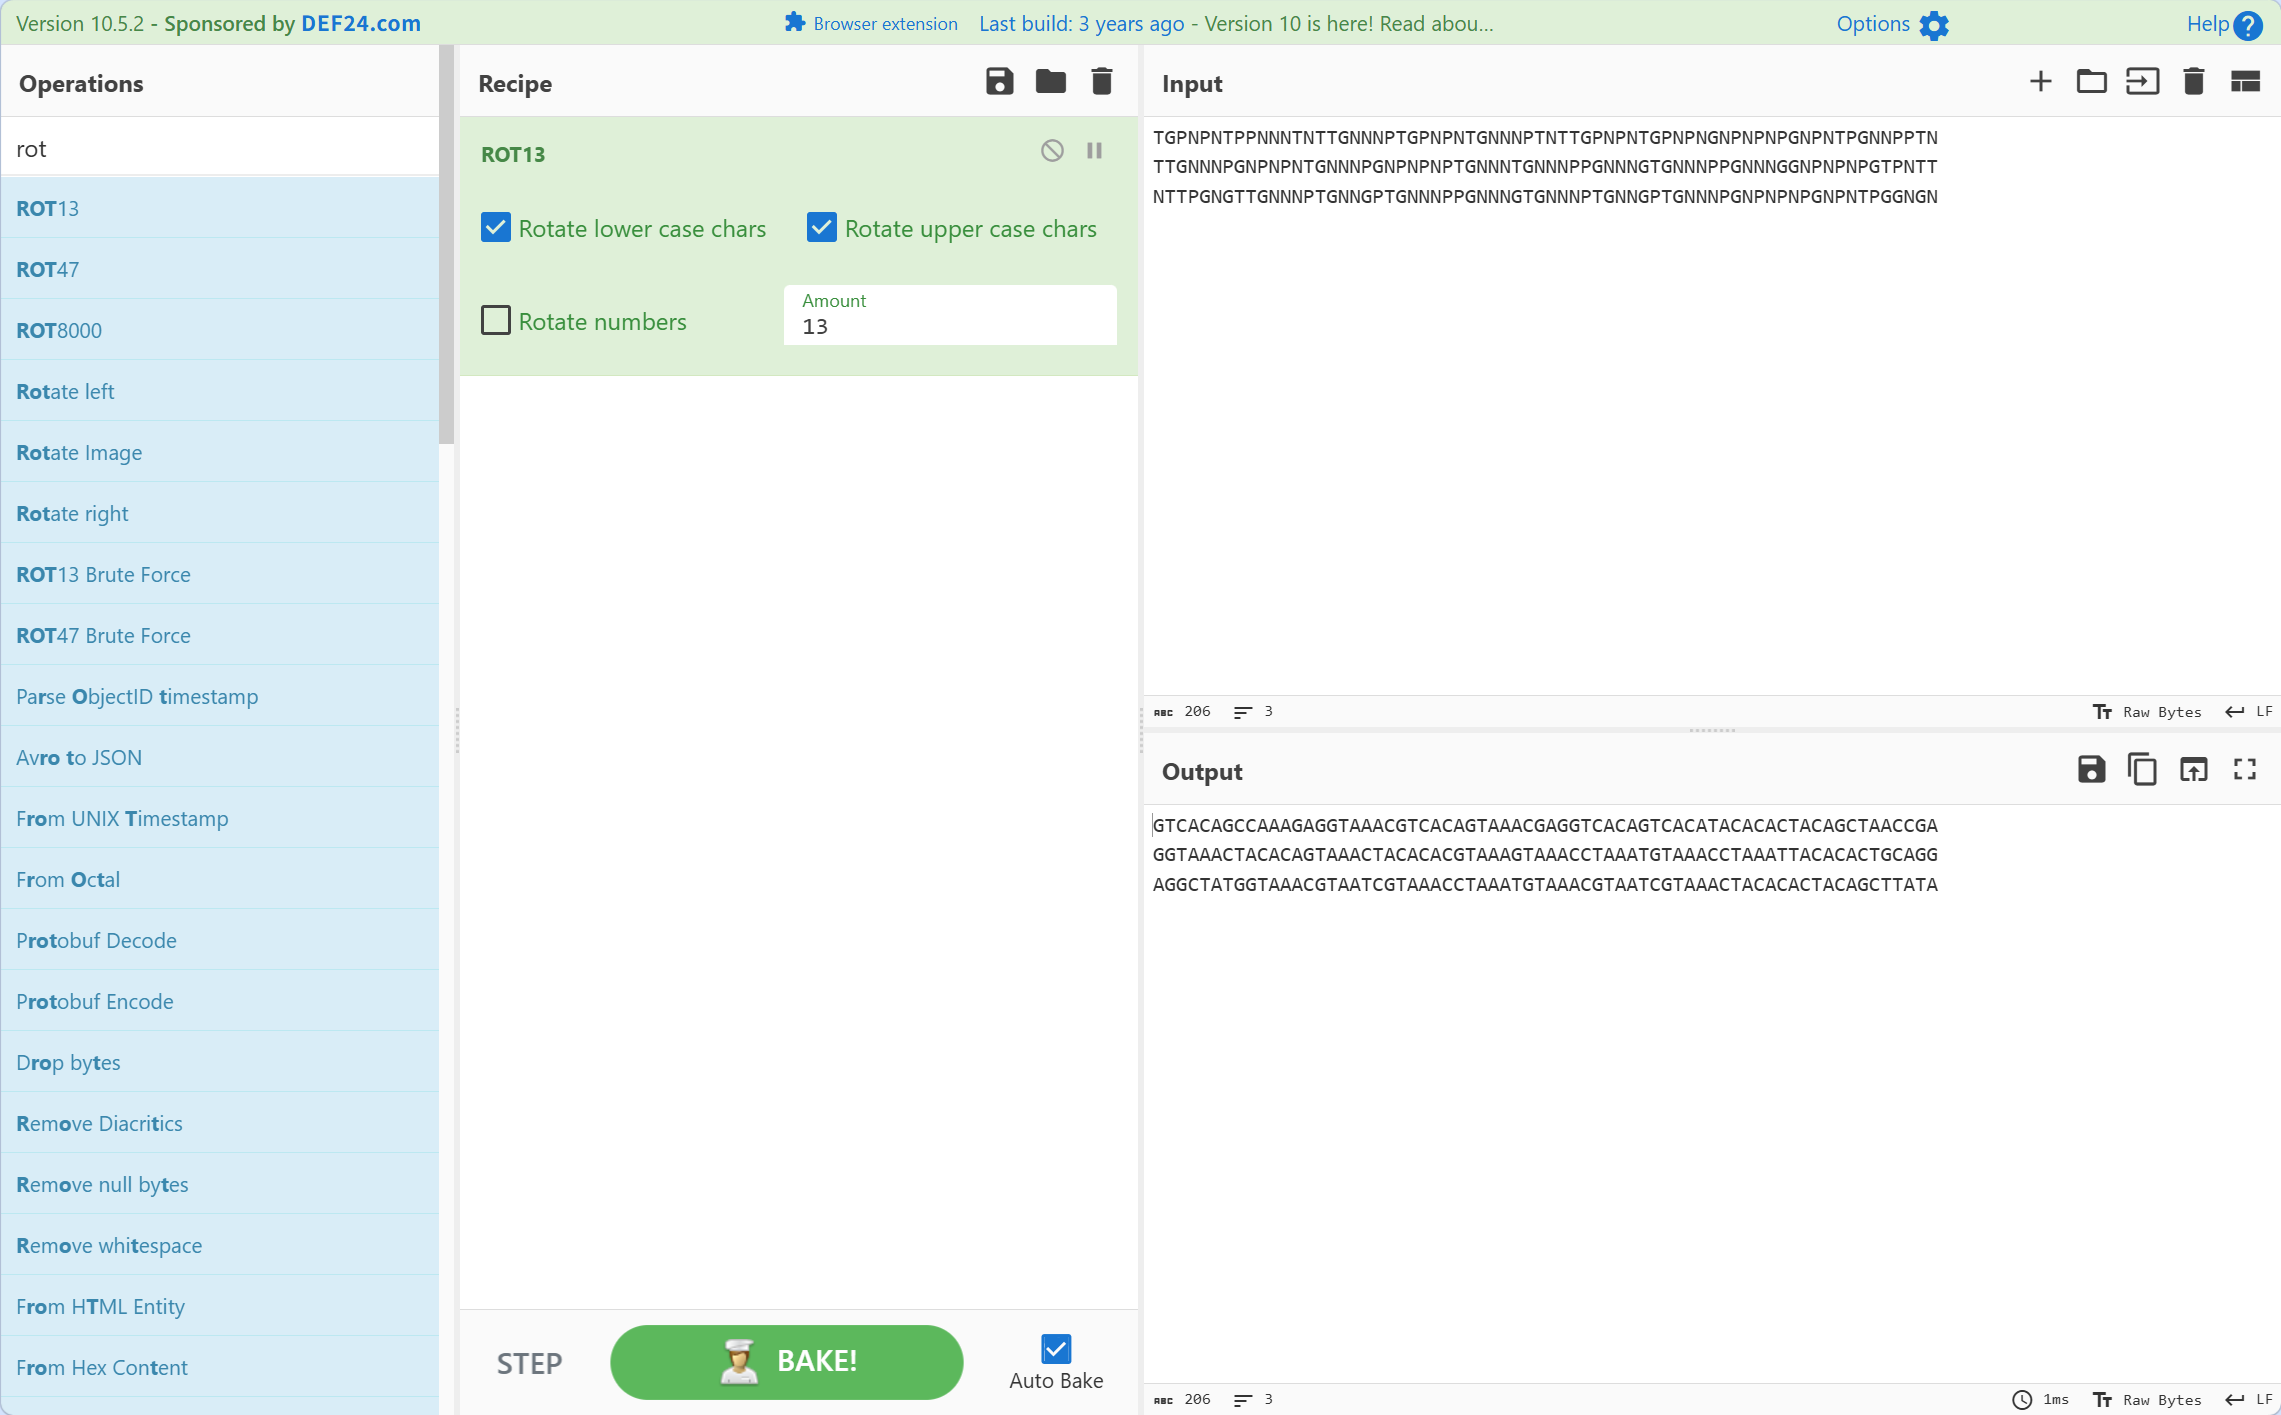 Version 10.5.2 - Sponsored by DEF24.com
Browser extension
Last build: 3 years ago - Version 10 is here! Read abou...
Options
Help
Operations
rot
ROT13
ROT47
ROT8000
Rotate left
Rotate Image
Rotate right
ROT13 Brute Force
ROT47 Brute Force
Parse ObjectID timestamp
Avro to JSON
From UNIX Timestamp
From Octal
Protobuf Decode
Protobuf Encode
Drop bytes
Remove Diacritics
Remove null bytes
Remove whitespace
From HTML Entity
From Hex Content
Recipe
ROT13
Rotate lower case chars
Rotate upper case chars
Rotate numbers
Amount
13
STEP
BAKE!
Auto Bake
Input
TGPNPNTPPNNNTNTTGNNNPTGPNPNTGNNNPTNTTGPNPNTGPNPNGNPNPNPGNPNTPGNNPPTN
TTGNNNPGNPNPNTGNNNPGNPNPNPTGNNNTGNNNPPGNNNGTGNNNPPGNNNGGNPNPNPGTPNTT
NTTPGNGTTGNNNPTGNNGPTGNNNPPGNNNGTGNNNPTGNNGPTGNNNPGNPNPNPGNPNTPGGNGN
ABC 206
3
Raw Bytes
LF
Output
GTCACAGCCAAAGAGGTAAACGTCACAGTAAACGAGGTCACAGTCACATACACACTACAGCTAACCGA
GGTAAACTACACAGTAAACTACACACGTAAAGTAAACCTAAATGTAAACCTAAATTACACACTGCAGG
AGGCTATGGTAAACGTAATCGTAAACCTAAATGTAAACGTAATCGTAAACTACACACTACAGCTTATA
ABC 206
3
1ms
Raw Bytes
LF